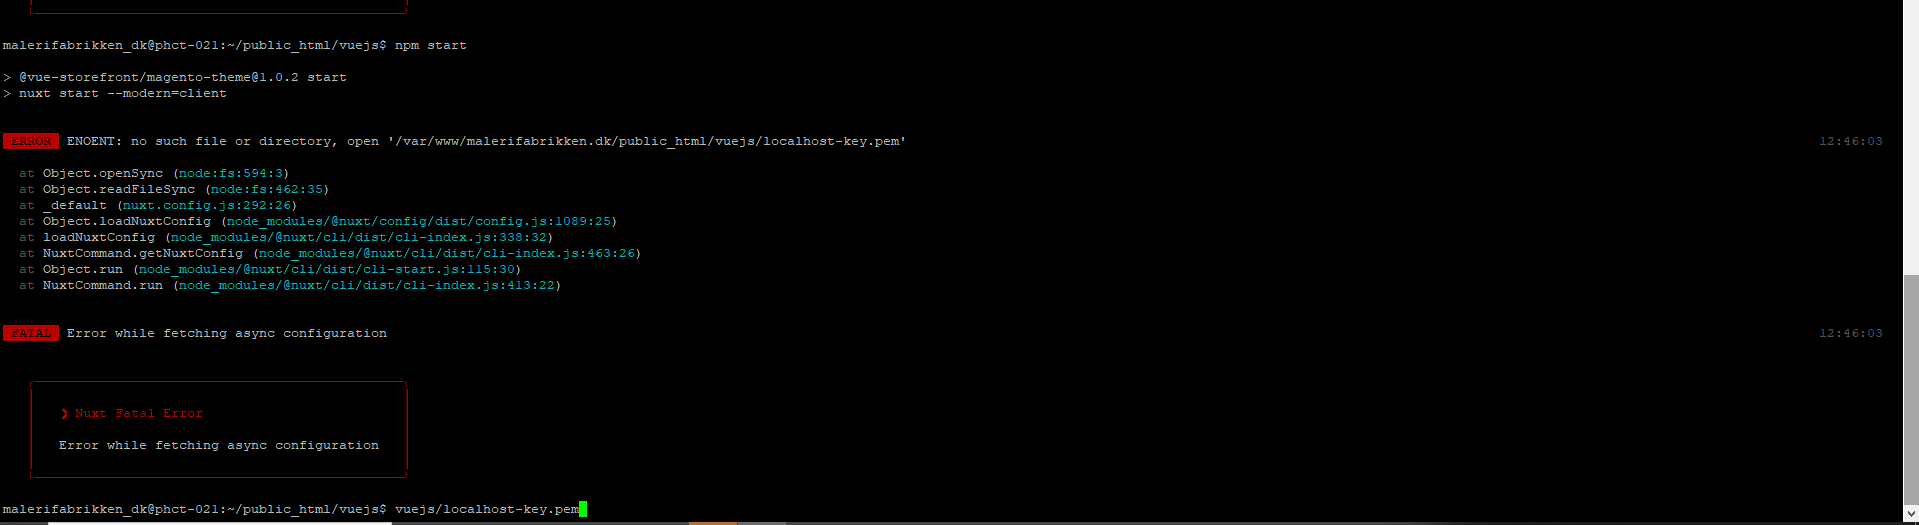 malerifabrikken_dk@phct-021:~/public_html/vuejs$ npm start
> @vue-storefront/magento-theme@1.0.2 start
> nuxt start --modern=client
ERROR ENOENT: no such file or directory, open '/var/www/malerifabrikken.dk/public_html/vuejs/localhost-key.pem' 12:46:03
at Object.openSync (node:fs:594:3)
at Object.readFileSync (node:fs:462:35)
at _default (nuxt.config.js:292:26)
at Object.loadNuxtConfig (node_modules/@nuxt/config/dist/config.js:1089:25)
at loadNuxtConfig (node_modules/@nuxt/cli/dist/cli-index.js:338:32)
at NuxtCommand.getNuxtConfig (node_modules/@nuxt/cli/dist/cli-index.js:463:26)
at Object.run (node_modules/@nuxt/cli/dist/cli-start.js:115:30)
at NuxtCommand.run (node_modules/@nuxt/cli/dist/cli-index.js:413:22)
FATAL Error while fetching async configuration 12:46:03
❯ Nuxt Fatal Error
Error while fetching async configuration
malerifabrikken_dk@phct-021:~/public_html/vuejs$ vuejs/localhost-key.pem